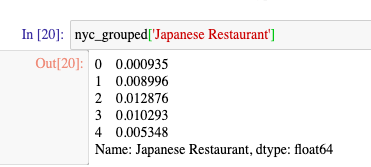 In [20]: nyc_grouped['Japanese Restaurant']
Out[20]:
0 0.000935
1 0.008996
2 0.012876
3 0.010293
4 0.005348
Name: Japanese Restaurant, dtype: float64